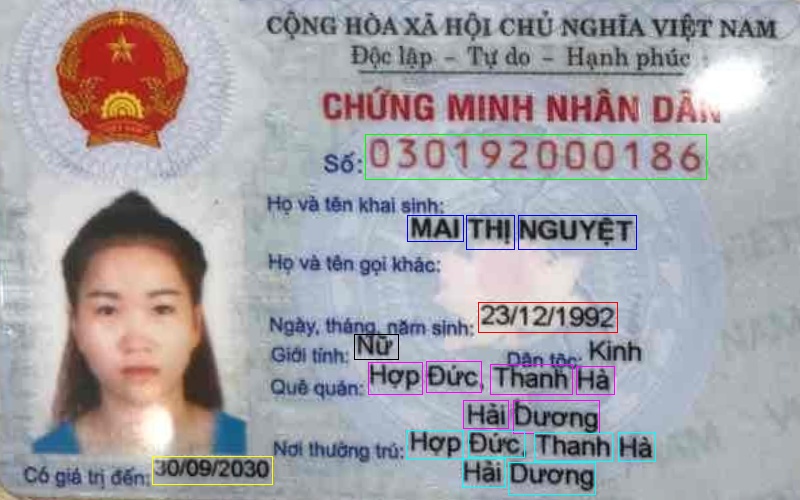 CỘNG HÒA XÃ HỘI CHỦ NGHĨA VIỆT NAM
Độc lập - Tự do - Hạnh phúc
CHỨNG MINH NHÂN DÂN
Số: 030192000186
Họ và tên khai sinh:
MAI THỊ NGUYỆT
Họ và tên gọi khác:
Ngày, tháng, năm sinh: 23/12/1992
Giới tính: Nữ Dân tộc: Kinh
Quê quán: Hợp Đức, Thanh Hà
Hải Dương
Nơi thường trú: Hợp Đức, Thanh Hà
Hải Dương
Có giá trị đến: 30/09/2030